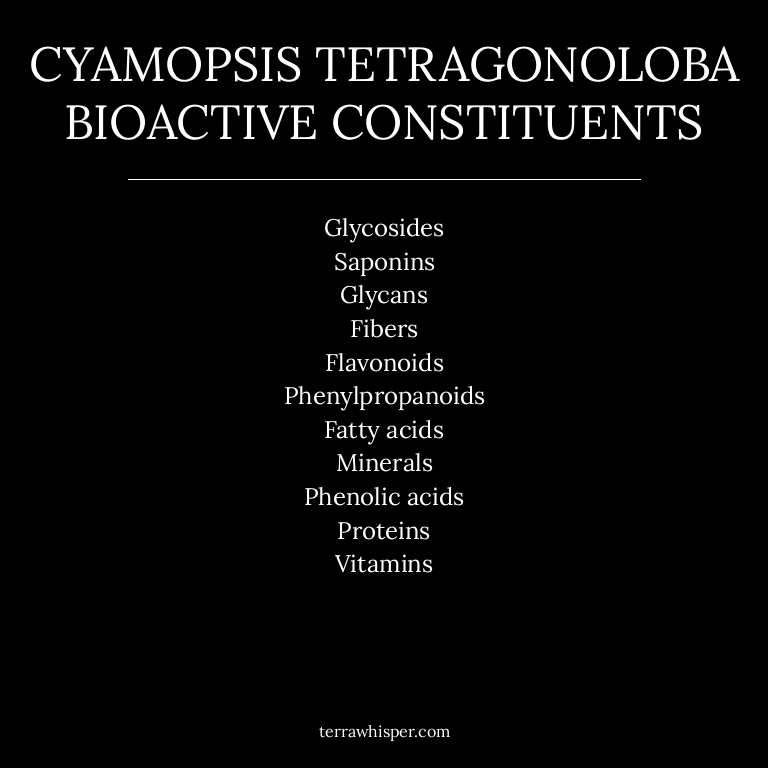 CYAMOPSIS TETRAGONOLOBA
BIOACTIVE CONSTITUENTS
Glycosides
Saponins
Glycans
Fibers
Flavonoids
Phenylpropanoids
Fatty acids
Minerals
Phenolic acids
Proteins
Vitamins
terrawhisper.com